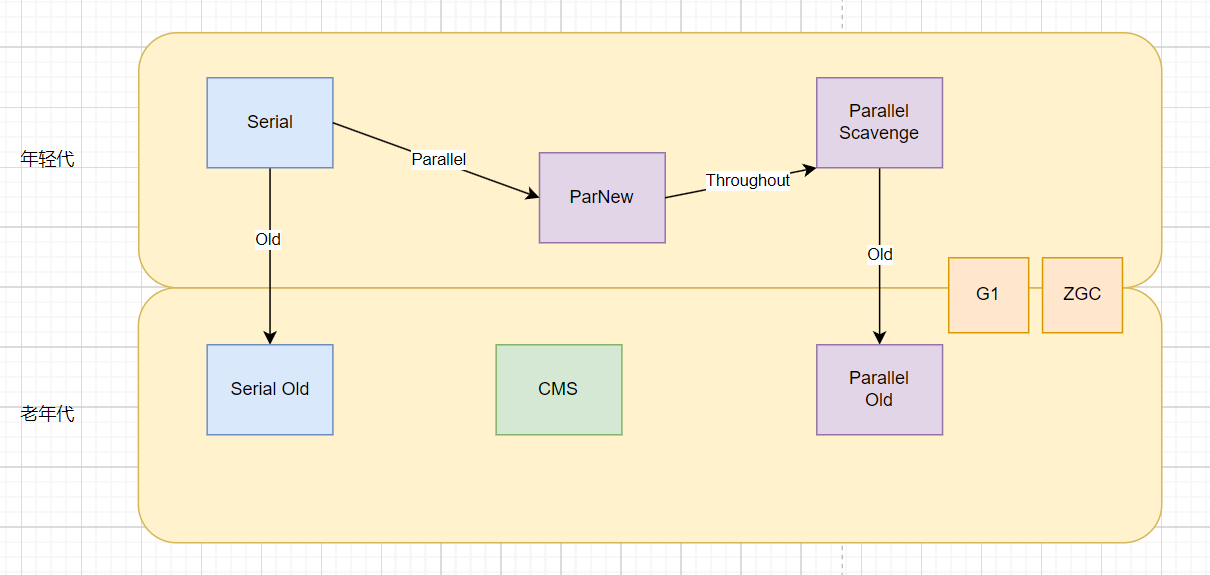 年轻代
Serial
Parallel
ParNew
Throughout
Parallel
Scavenge
Old
Old
G1
ZGC
老年代
Serial Old
CMS
Parallel
Old